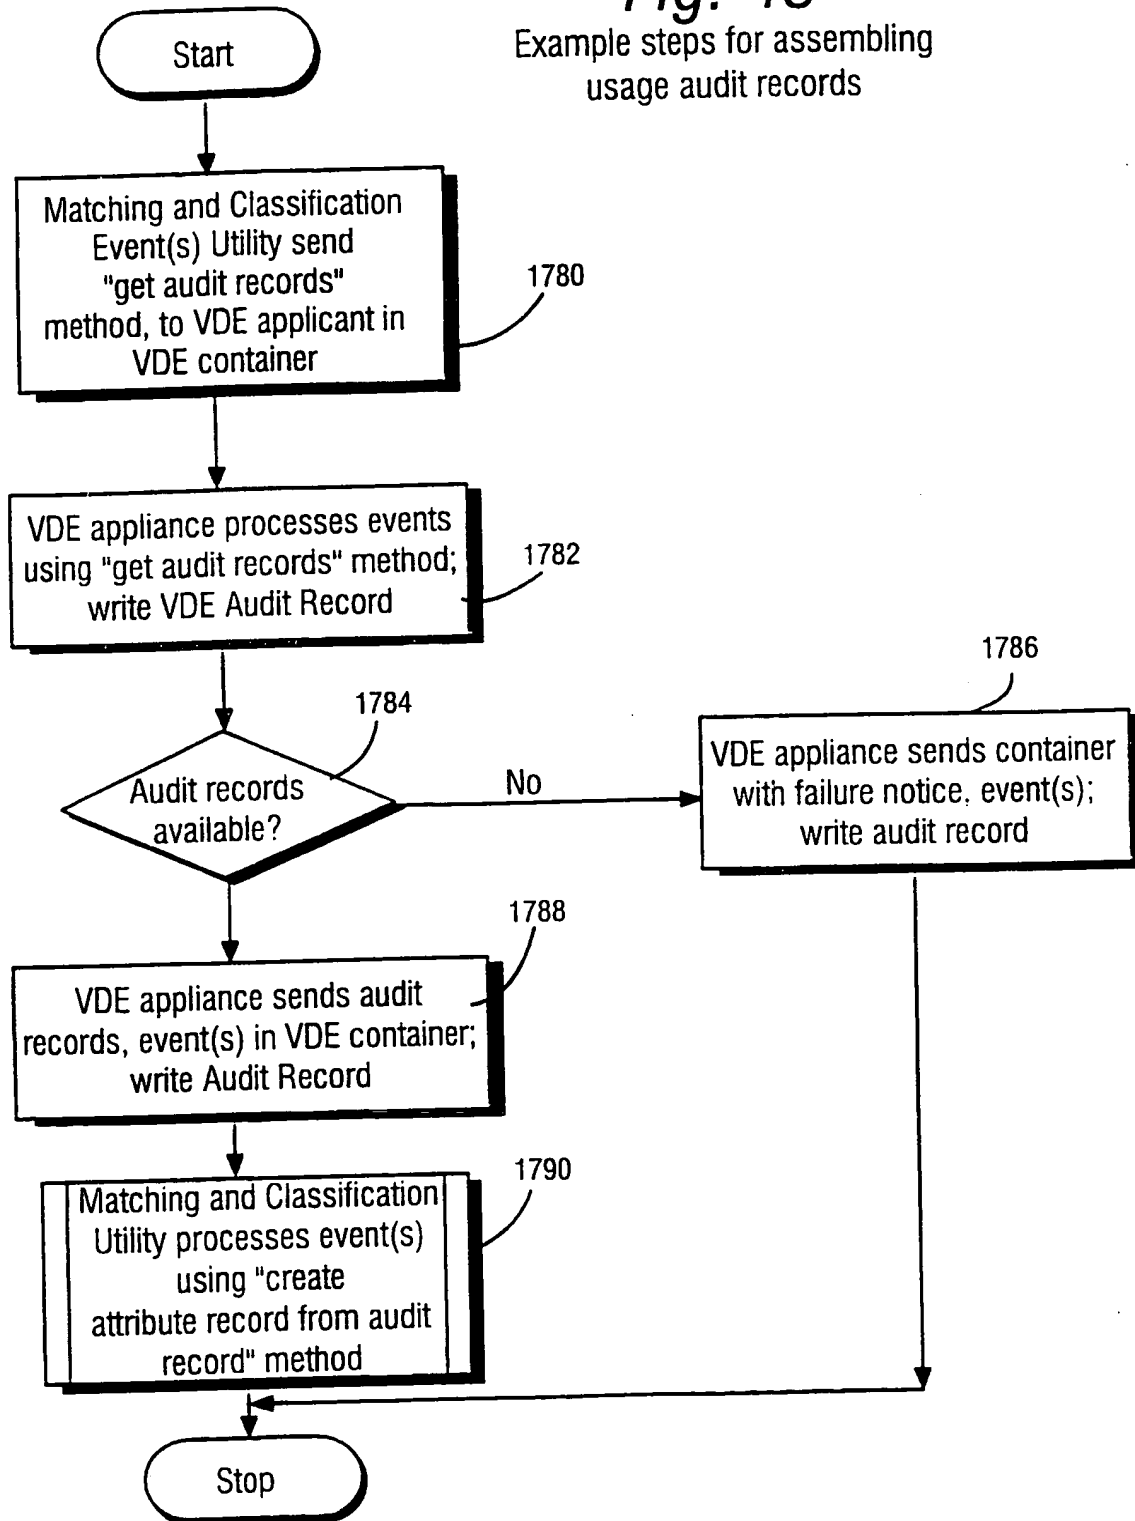 Start
Example steps for assembling
usage audit records
Matching and Classification
Event(s) Utility send
"get audit records"
method, to VDE applicant in
VDE container
1780
VDE appliance processes events
using "get audit records" method;
write VDE Audit Record
1782
1784
Audit records
available?
No
1786
VDE appliance sends container
with failure notice, event(s);
write audit record
1788
VDE appliance sends audit
records, event(s) in VDE container;
write Audit Record
1790
Matching and Classification
Utility processes event(s)
using "create
attribute record from audit
record" method
Stop